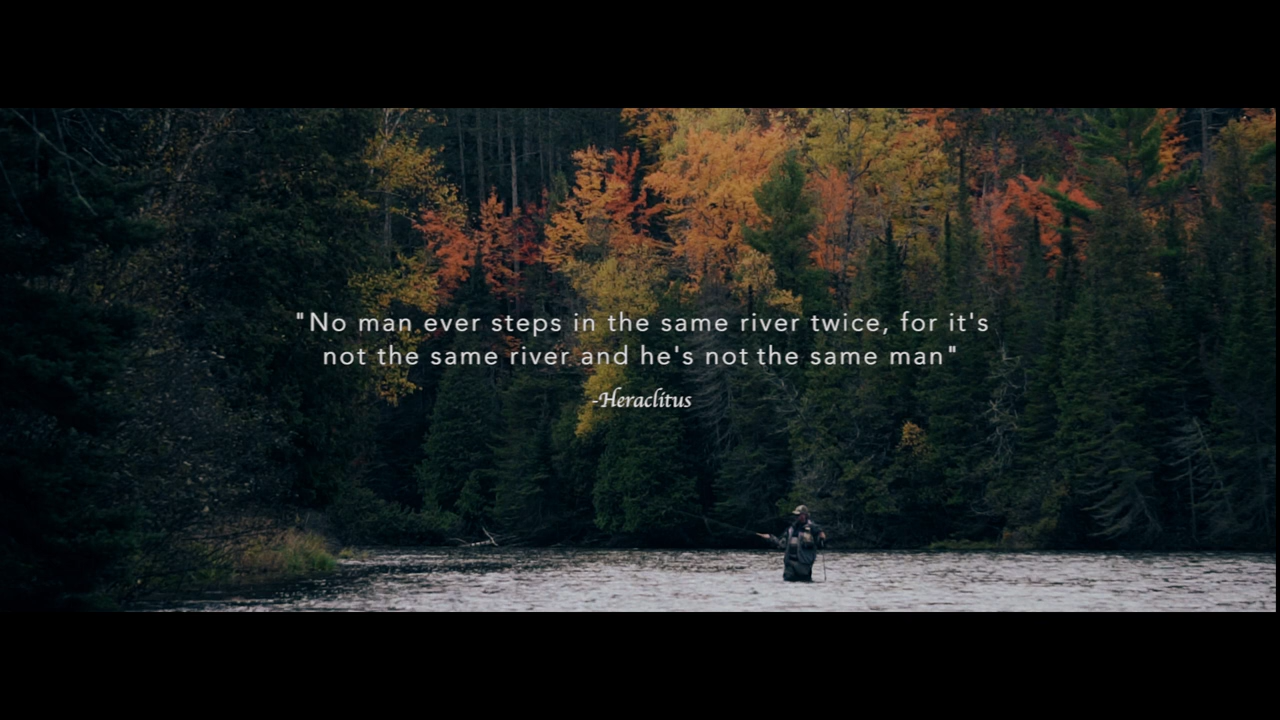 "No man ever steps in the same river twice, for it's
not the same river and he's not the same man"
-Heraclitus